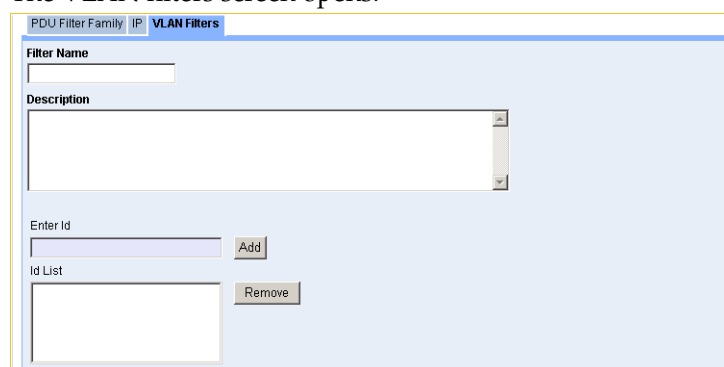 The VLAN filters screen opens.
PDU Filter Family IP VLAN Filters
Filter Name
Description
Enter Id
Add
Id List
Remove